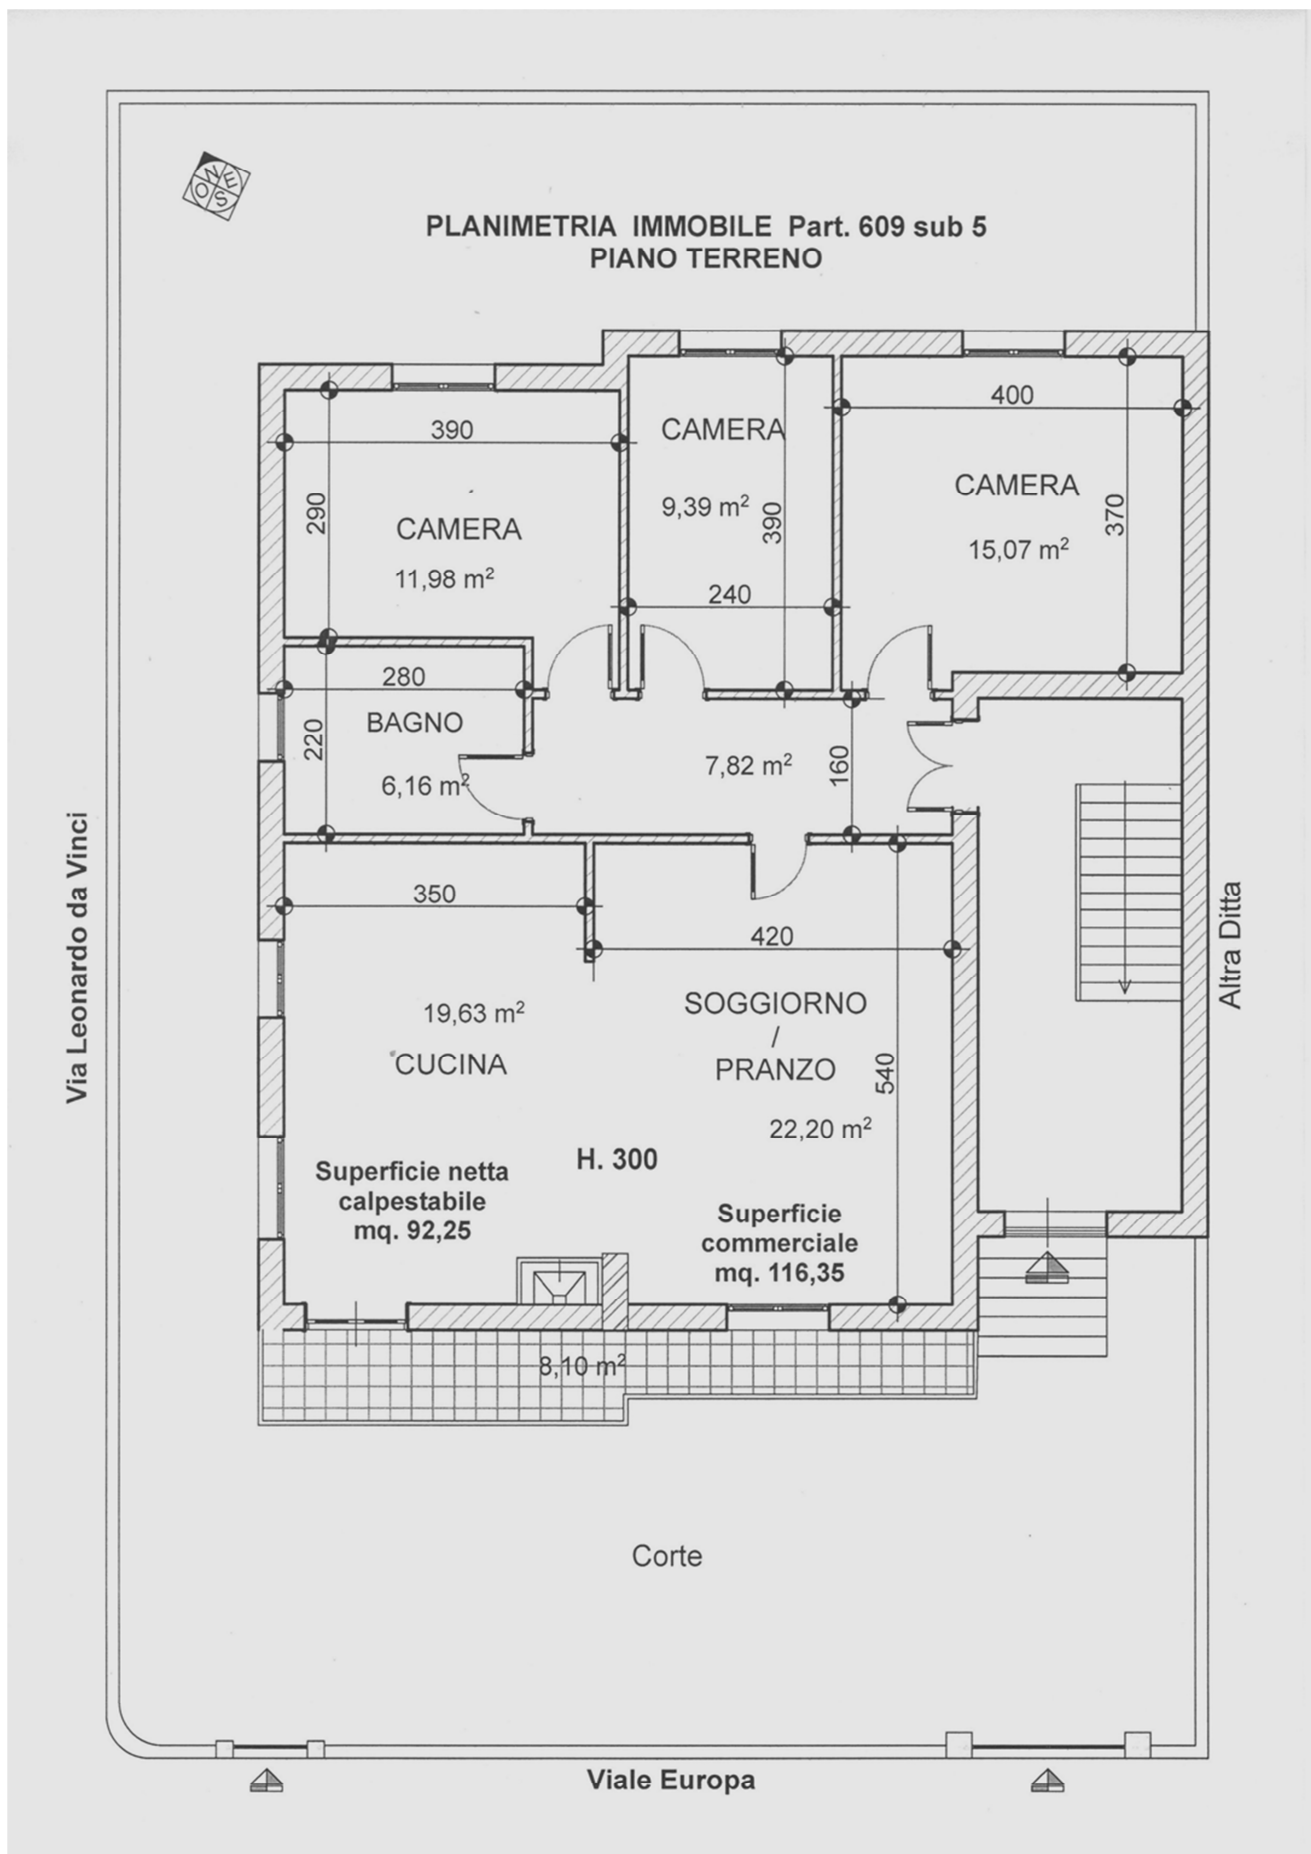 N
E
O
S
PLANIMETRIA IMMOBILE Part. 609 sub 5
PIANO TERRENO
400
390
CAMERA
CAMERA
290
9,39 m²
390
370
CAMERA
15,07 m²
11,98 m²
240
280
BAGNO
220
6,16 m²
7,82 m²
160
Via Leonardo da Vinci
350
420
Altra Ditta
19,63 m²
CUCINA
SOGGIORNO
/
PRANZO
540
22,20 m²
H. 300
Superficie netta
calpestabile
mq. 92,25
Superficie
commerciale
mq. 116,35
8,10 m²
Corte
Viale Europa